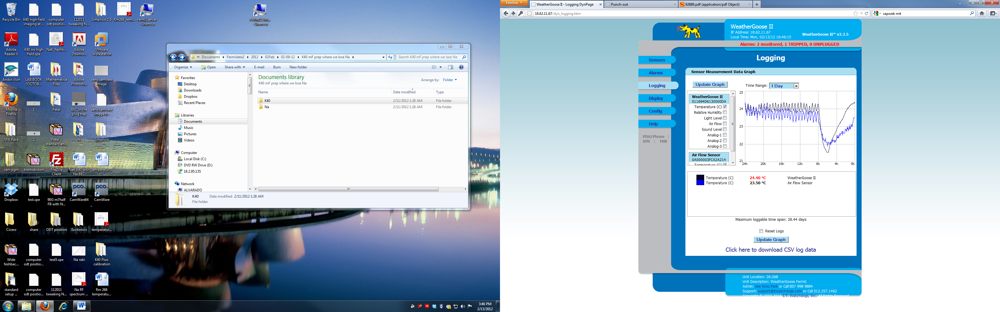 Recycle Bin
K40 high field
imaging at ...
computer
odt positio...
112011
tweaking N...
Simplicio 1.5
Rm268_tem...
fermi1server
- Shortcut
FERMICAM...
- Shortcut
Adobe
Reader X
K40 no high
field.spe
NaK_Feshb...
Adobe
Downlo...
VMware
Workstation
Andor iXon
LAB BOOK
(OCTOB...
Mathematica
Files
Adobe
Photosh...
sensicam raw
image
Mozilla
Firefox
1
Peter
BEC in the
plug trap
sensicam raw
image.fts
SFA Rack
2
Peter's
standard an...
f4
Simplicio
cam pgm
breitrabiibon
FileZilla
Client
NaK K40 with
Na BEC
temperatur...
Dropbox
test.spe
90G m7half
FB with N...
CamWare64
CamWare
Cicero
share
ODT position
Excitonics
temperatur...
Wide
feshbac...
computer
odt positio...
test5.spe
Na rabi
K40 Fluo
calibration
standard
setup ...
computer
odt positio...
112011
tweaking N...
Na RF
spectrum ...
Rm 268
temperatu...
« Documents Fermidata2 2012 02Feb 02-09-12 K40 mF prep where we lose Na
Search K40 mF prep where we lose Na
Organize Open Share with E-mail Burn New folder
Favorites
Desktop
Downloads
Dropbox
Recent Places
Libraries
Documents
Music
Pictures
Videos
Computer
Local Disk (C:)
DVD RW Drive (D:)
18.2.95.135
Network
ALVARADO
Documents library
K40 mF prep where we lose Na
Arrange by: Folder
Name Date modified Type
K40 2/11/2012 1:28 AM File folder
Na 2/11/2012 1:28 AM File folder
K40 Date modified: 2/11/2012 1:28 AM
File folder
3:46 PM
2/13/2012
Firefox
WeatherGoose II - Logging DynPage
Punch-out
92689.pdf (application/pdf Object)
18.62.11.67/dyn_logging.htm
sapweb mit
WeatherGoose II
IP Address: 18.62.11.67
Local Time: Mon, 02/13/12 16:46:15
WeatherGoose II™ v3.3.5
Alarms: 2 monitored, 1 TRIPPED, 0 UNPLUGGED
Sensors
Alarms
Logging
Display
Config
Help
PDA/Phone |
XML | MIB
Logging
Sensor Measurement Data Graph
Update Graph
Time Range: 1 Day
WeatherGoose II
011694D6130000DA
Temperature (C)
Relative Humidity
Light Level
Air Flow
Sound Level
Analog-1
Analog-2
Analog-3
Air Flow Sensor
0A000003FCA2A214
Temperature (C)
25
24
23
22
21
24h 20h 16h 12h 8h 4h 0h
Temperature (C) 24.40 °C WeatherGoose II
Temperature (C) 23.50 °C Air Flow Sensor
Maximum loggable time span: 28.44 days
Reset Logs
Update Graph
Click here to download CSV log data
Unit Location: 26-268
Unit Description: WeatherGoose Fermi1
Admin: Jee Woo Park or Call 857 998 9884
Support: support@itwatchdogs.com or Call 512.257.1462
Copyright © 2002-2010 I.T. Watchdogs, Inc. All Rights Reserved